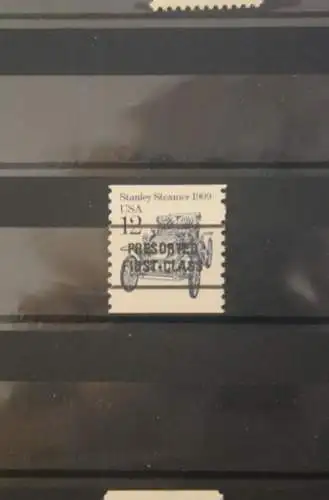 Stanley Steamer 1909
USA
12
PRESORTED
FIRST-CLASS